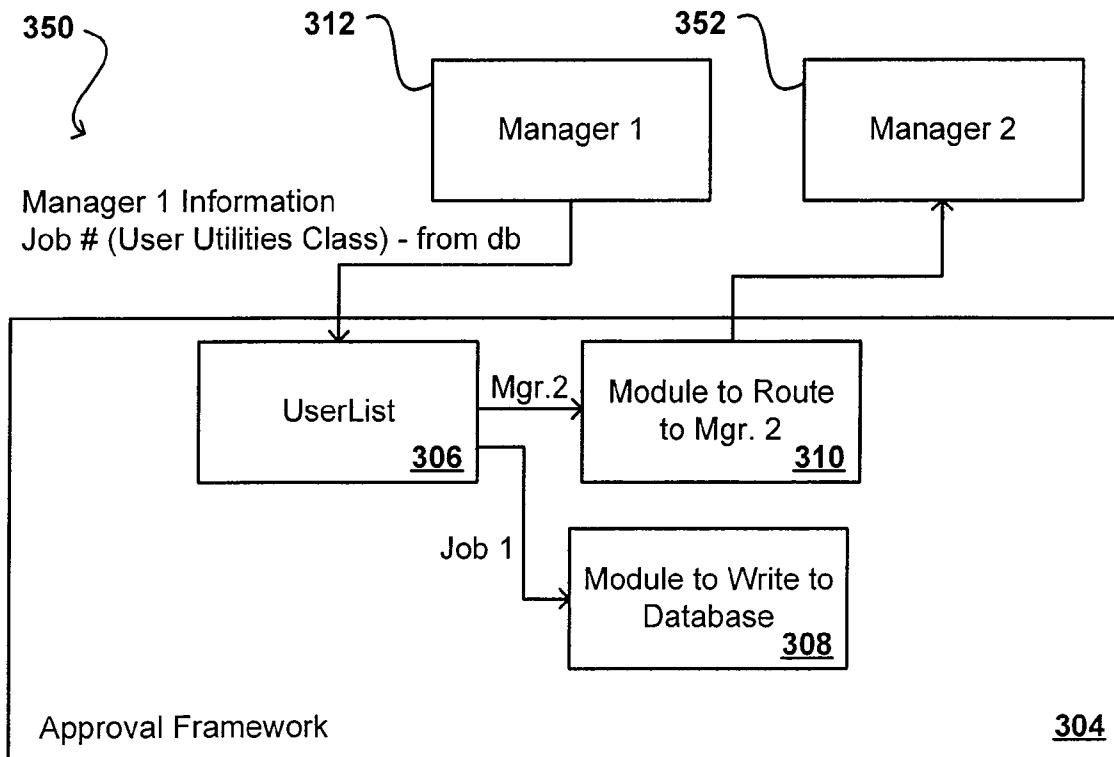 350
312
352
Manager 1
Manager 2
Manager 1 Information
Job # (User Utilities Class) - from db
UserList
306
Mgr.2
Module to Route
to Mgr. 2
310
Job 1
Module to Write to
Database
308
Approval Framework
304